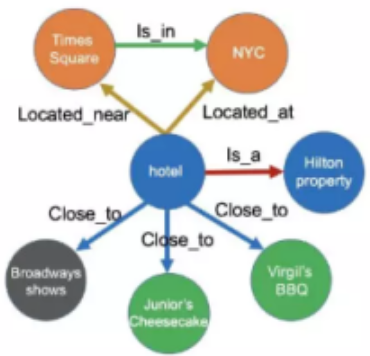 Is_in
Times
Square
NYC
Located_near
Located_at
Is_a
hotel
Hilton
property
Close_to
Close_to
Close_to
Broadways
shows
Virgil's
BBQ
Junior's
Cheesecake